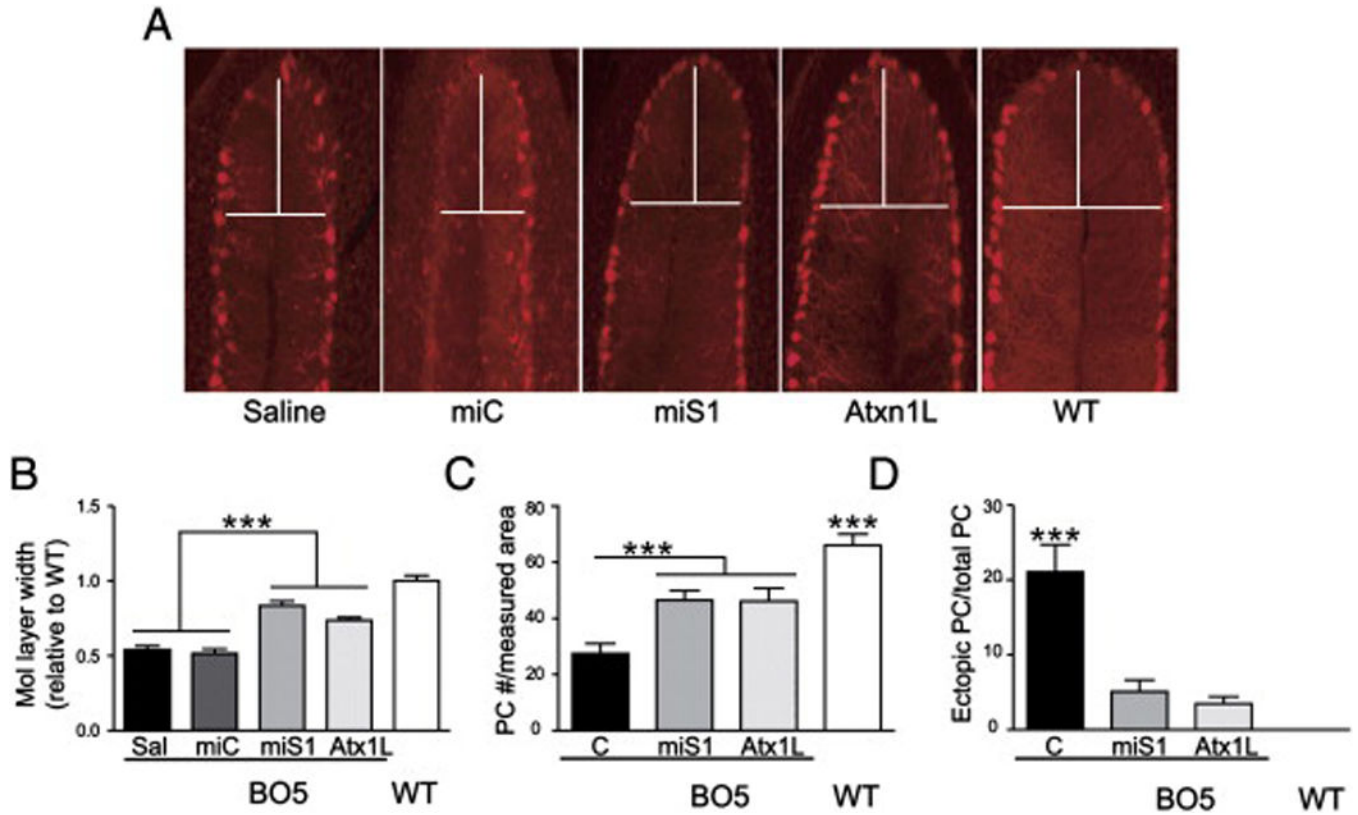 A
Saline miC miS1 Atxn1L WT
B
Mol layer width
(relative to WT)
1.5
1.0
0.5
0.0
***
Sal miC miS1 Atx1L
BO5 WT
C
PC #/measured area
80
60
40
20
0
***
***
C miS1 Atx1L
BO5 WT
D
Ectopic PC/total PC
30
20
10
0
***
C miS1 Atx1L
BO5 WT